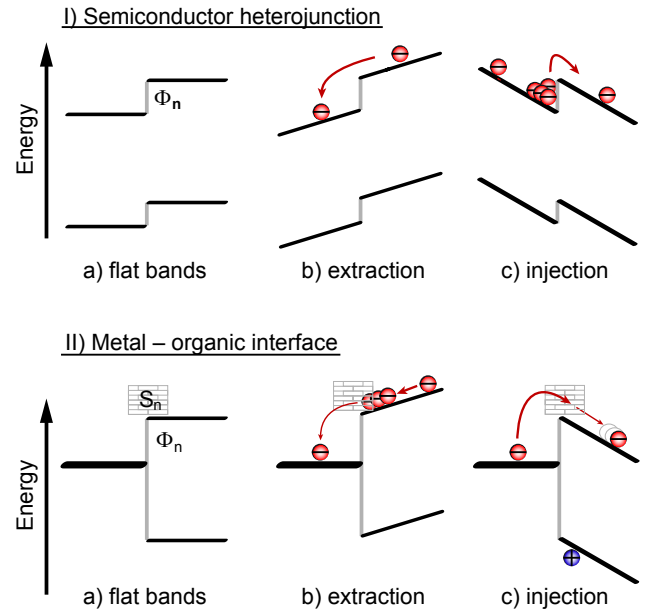 I) Semiconductor heterojunction
Energy
Φn
a) flat bands
b) extraction
c) injection
II) Metal – organic interface
Energy
Sn
Φn
a) flat bands
b) extraction
c) injection